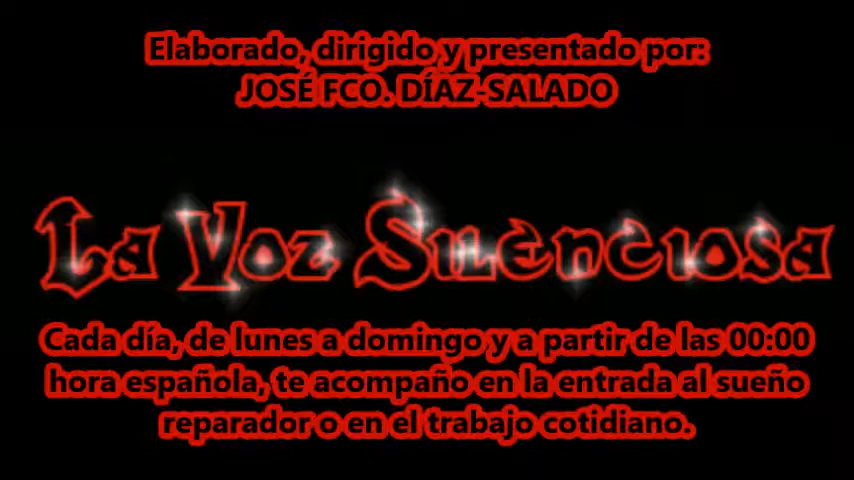 Elaborado, dirigido y presentado por:
JOSÉ FCO. DÍAZ-SALADO
La Voz Silenciosa
Cada día, de lunes a domingo y a partir de las 00:00
hora española, te acompaño en la entrada al sueño
reparador o en el trabajo cotidiano.